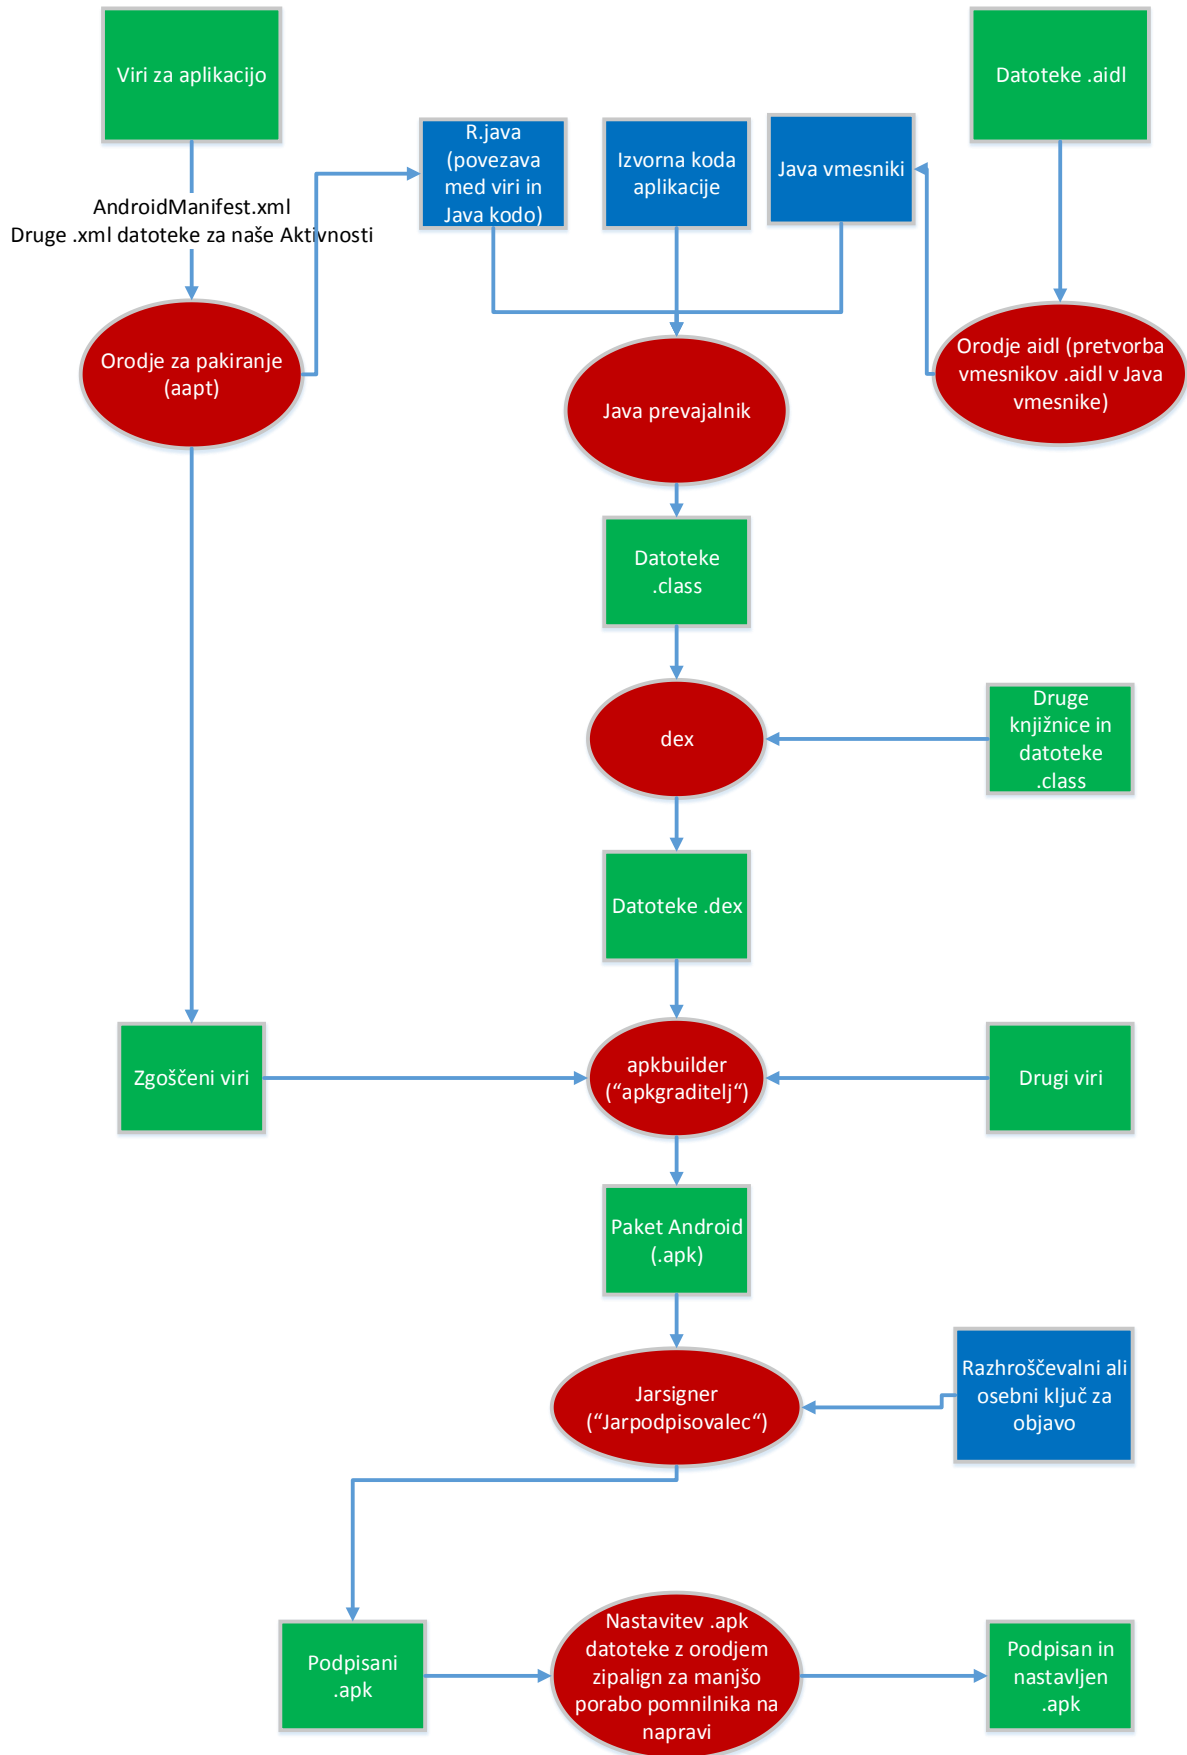 Viri za aplikacijo
Datoteke .aidl
R.java
(povezava
med viri in
Java kodo)
Izvorna koda
aplikacije
Java vmesniki
AndroidManifest.xml
Druge .xml datoteke za naše Aktivnosti
Orodje za pakiranje
(aapt)
Java prevajalnik
Orodje aidl (pretvorba
vmesnikov .aidl v Java
vmesnike)
Datoteke
.class
dex
Druge
knjižnice in
datoteke
.class
Datoteke .dex
Zgoščeni viri
apkbuilder
(“apkgraditelj“)
Drugi viri
Paket Android
(.apk)
Jarsigner
(“Jarpodpisovalec“)
Razhroščevalni ali
osebni ključ za
objavo
Podpisani
.apk
Nastavitev .apk
datoteke z orodjem
zipalign za manjšo
porabo pomnilnika na
napravi
Podpisan in
nastavljen
.apk